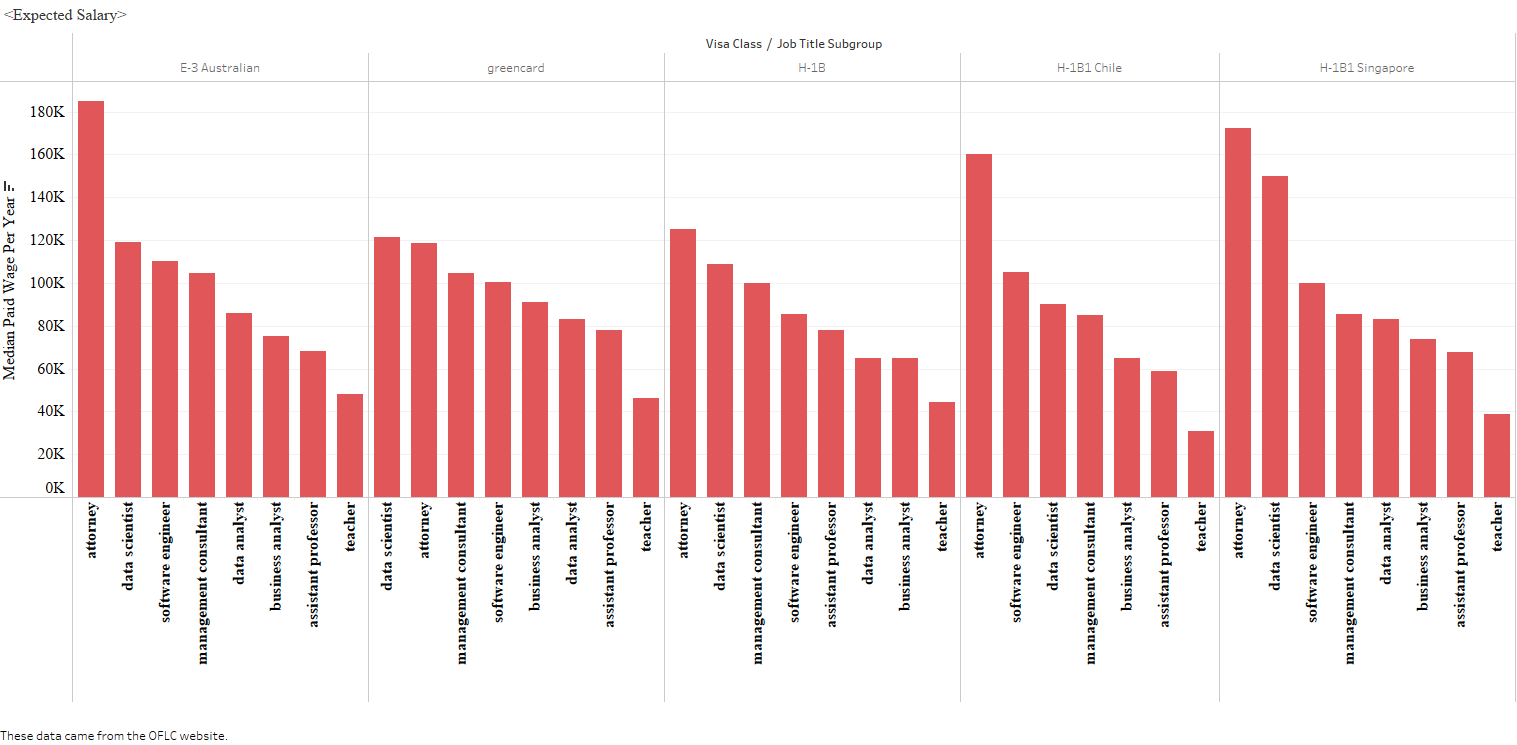 <Expected Salary>
Visa Class / Job Title Subgroup
E-3 Australian
greencard
H-1B
H-1B1 Chile
H-1B1 Singapore
Median Paid Wage Per Year
180K
160K
140K
120K
100K
80K
60K
40K
20K
0K
attorney
data scientist
software engineer
management consultant
data analyst
business analyst
assistant professor
teacher
data scientist
attorney
management consultant
software engineer
business analyst
data analyst
assistant professor
teacher
attorney
data scientist
management consultant
software engineer
assistant professor
data analyst
business analyst
teacher
attorney
software engineer
data scientist
management consultant
business analyst
assistant professor
teacher
attorney
data scientist
software engineer
management consultant
data analyst
business analyst
assistant professor
teacher
These data came from the OFLC website.